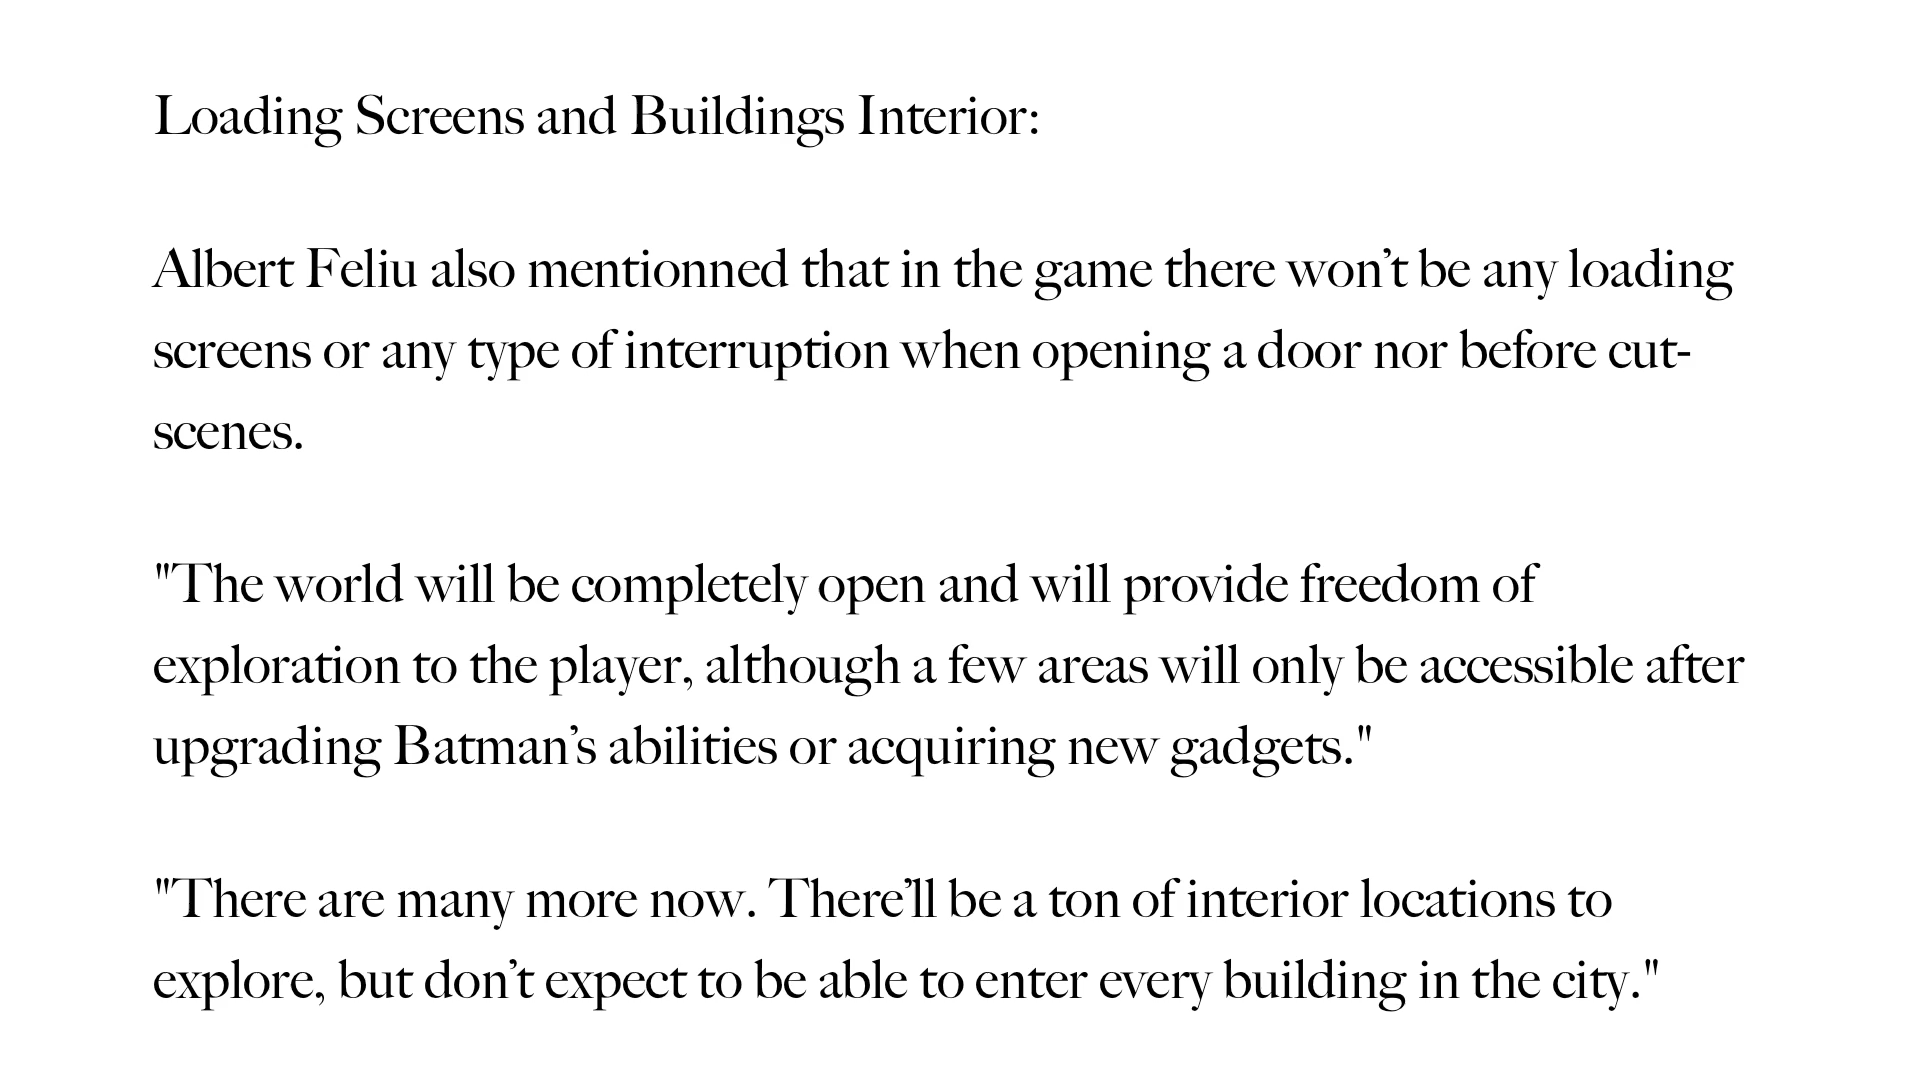 Loading Screens and Buildings Interior:
Albert Feliu also mentionned that in the game there won’t be any loading
screens or any type of interruption when opening a door nor before cut-
scenes.
"The world will be completely open and will provide freedom of
exploration to the player, although a few areas will only be accessible after
upgrading Batman’s abilities or acquiring new gadgets."
"There are many more now. There’ll be a ton of interior locations to
explore, but don’t expect to be able to enter every building in the city."